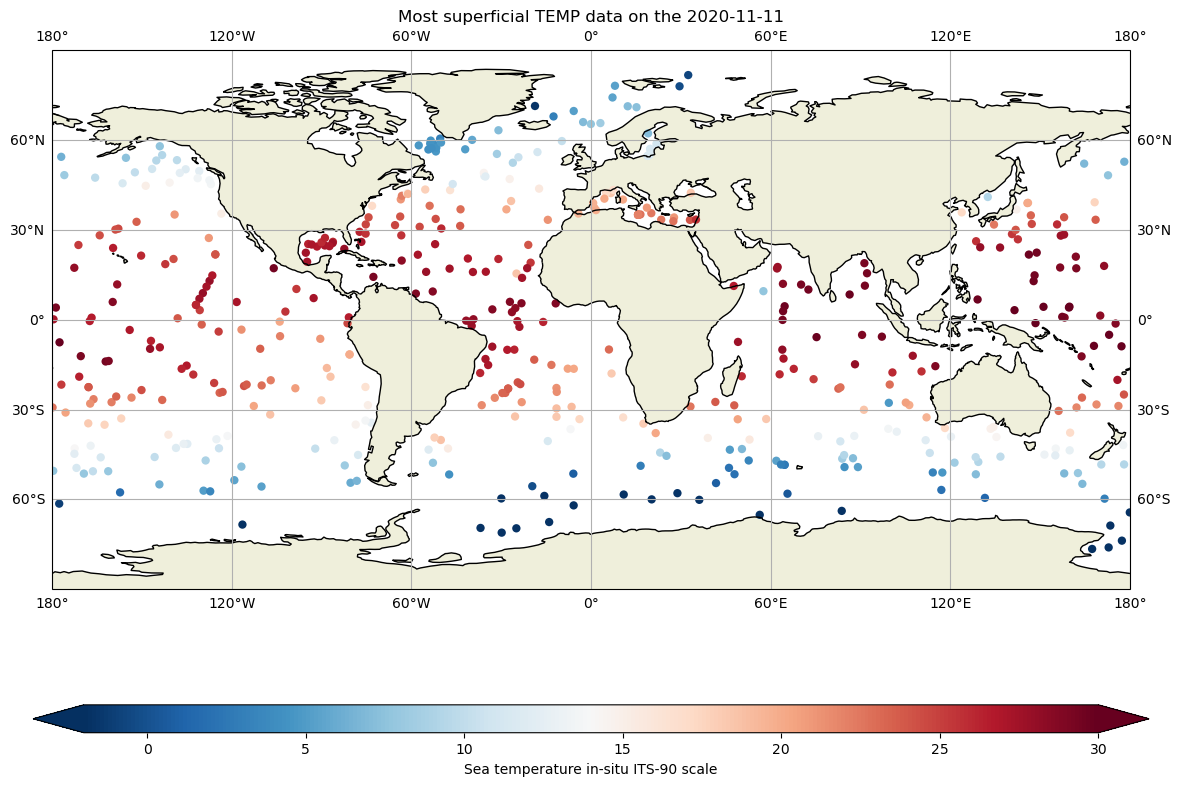 Most superficial TEMP data on the 2020-11-11
180° 120°W 60°W 0° 60°E 120°E 180°
60°N 60°N
30°N 30°N
0° 0°
30°S 30°S
60°S 60°S
180° 120°W 60°W 0° 60°E 120°E 180°
0 5 10 15 20 25 30
Sea temperature in-situ ITS-90 scale